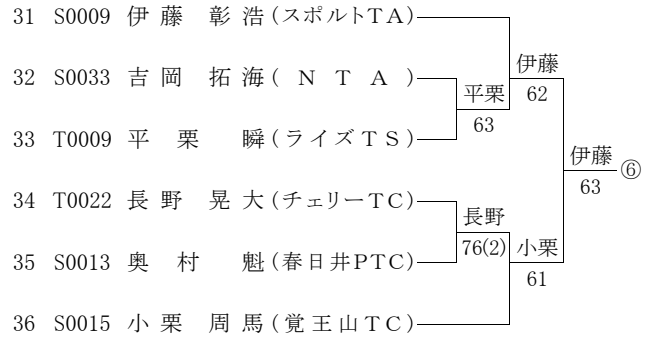 31 S0009 伊藤 彰浩(スポルトTA)
伊藤
32 S0033 吉岡 拓海(NTA)
平栗 62
63
33 T0009 平栗 瞬(ライズTS)
伊藤
63 ⑥
34 T0022 長野 晃大(チェリーTC)
長野
76(2) 小栗
35 S0013 奥村 魁(春日井PTC)
61
36 S0015 小栗 周馬(覚王山TC)